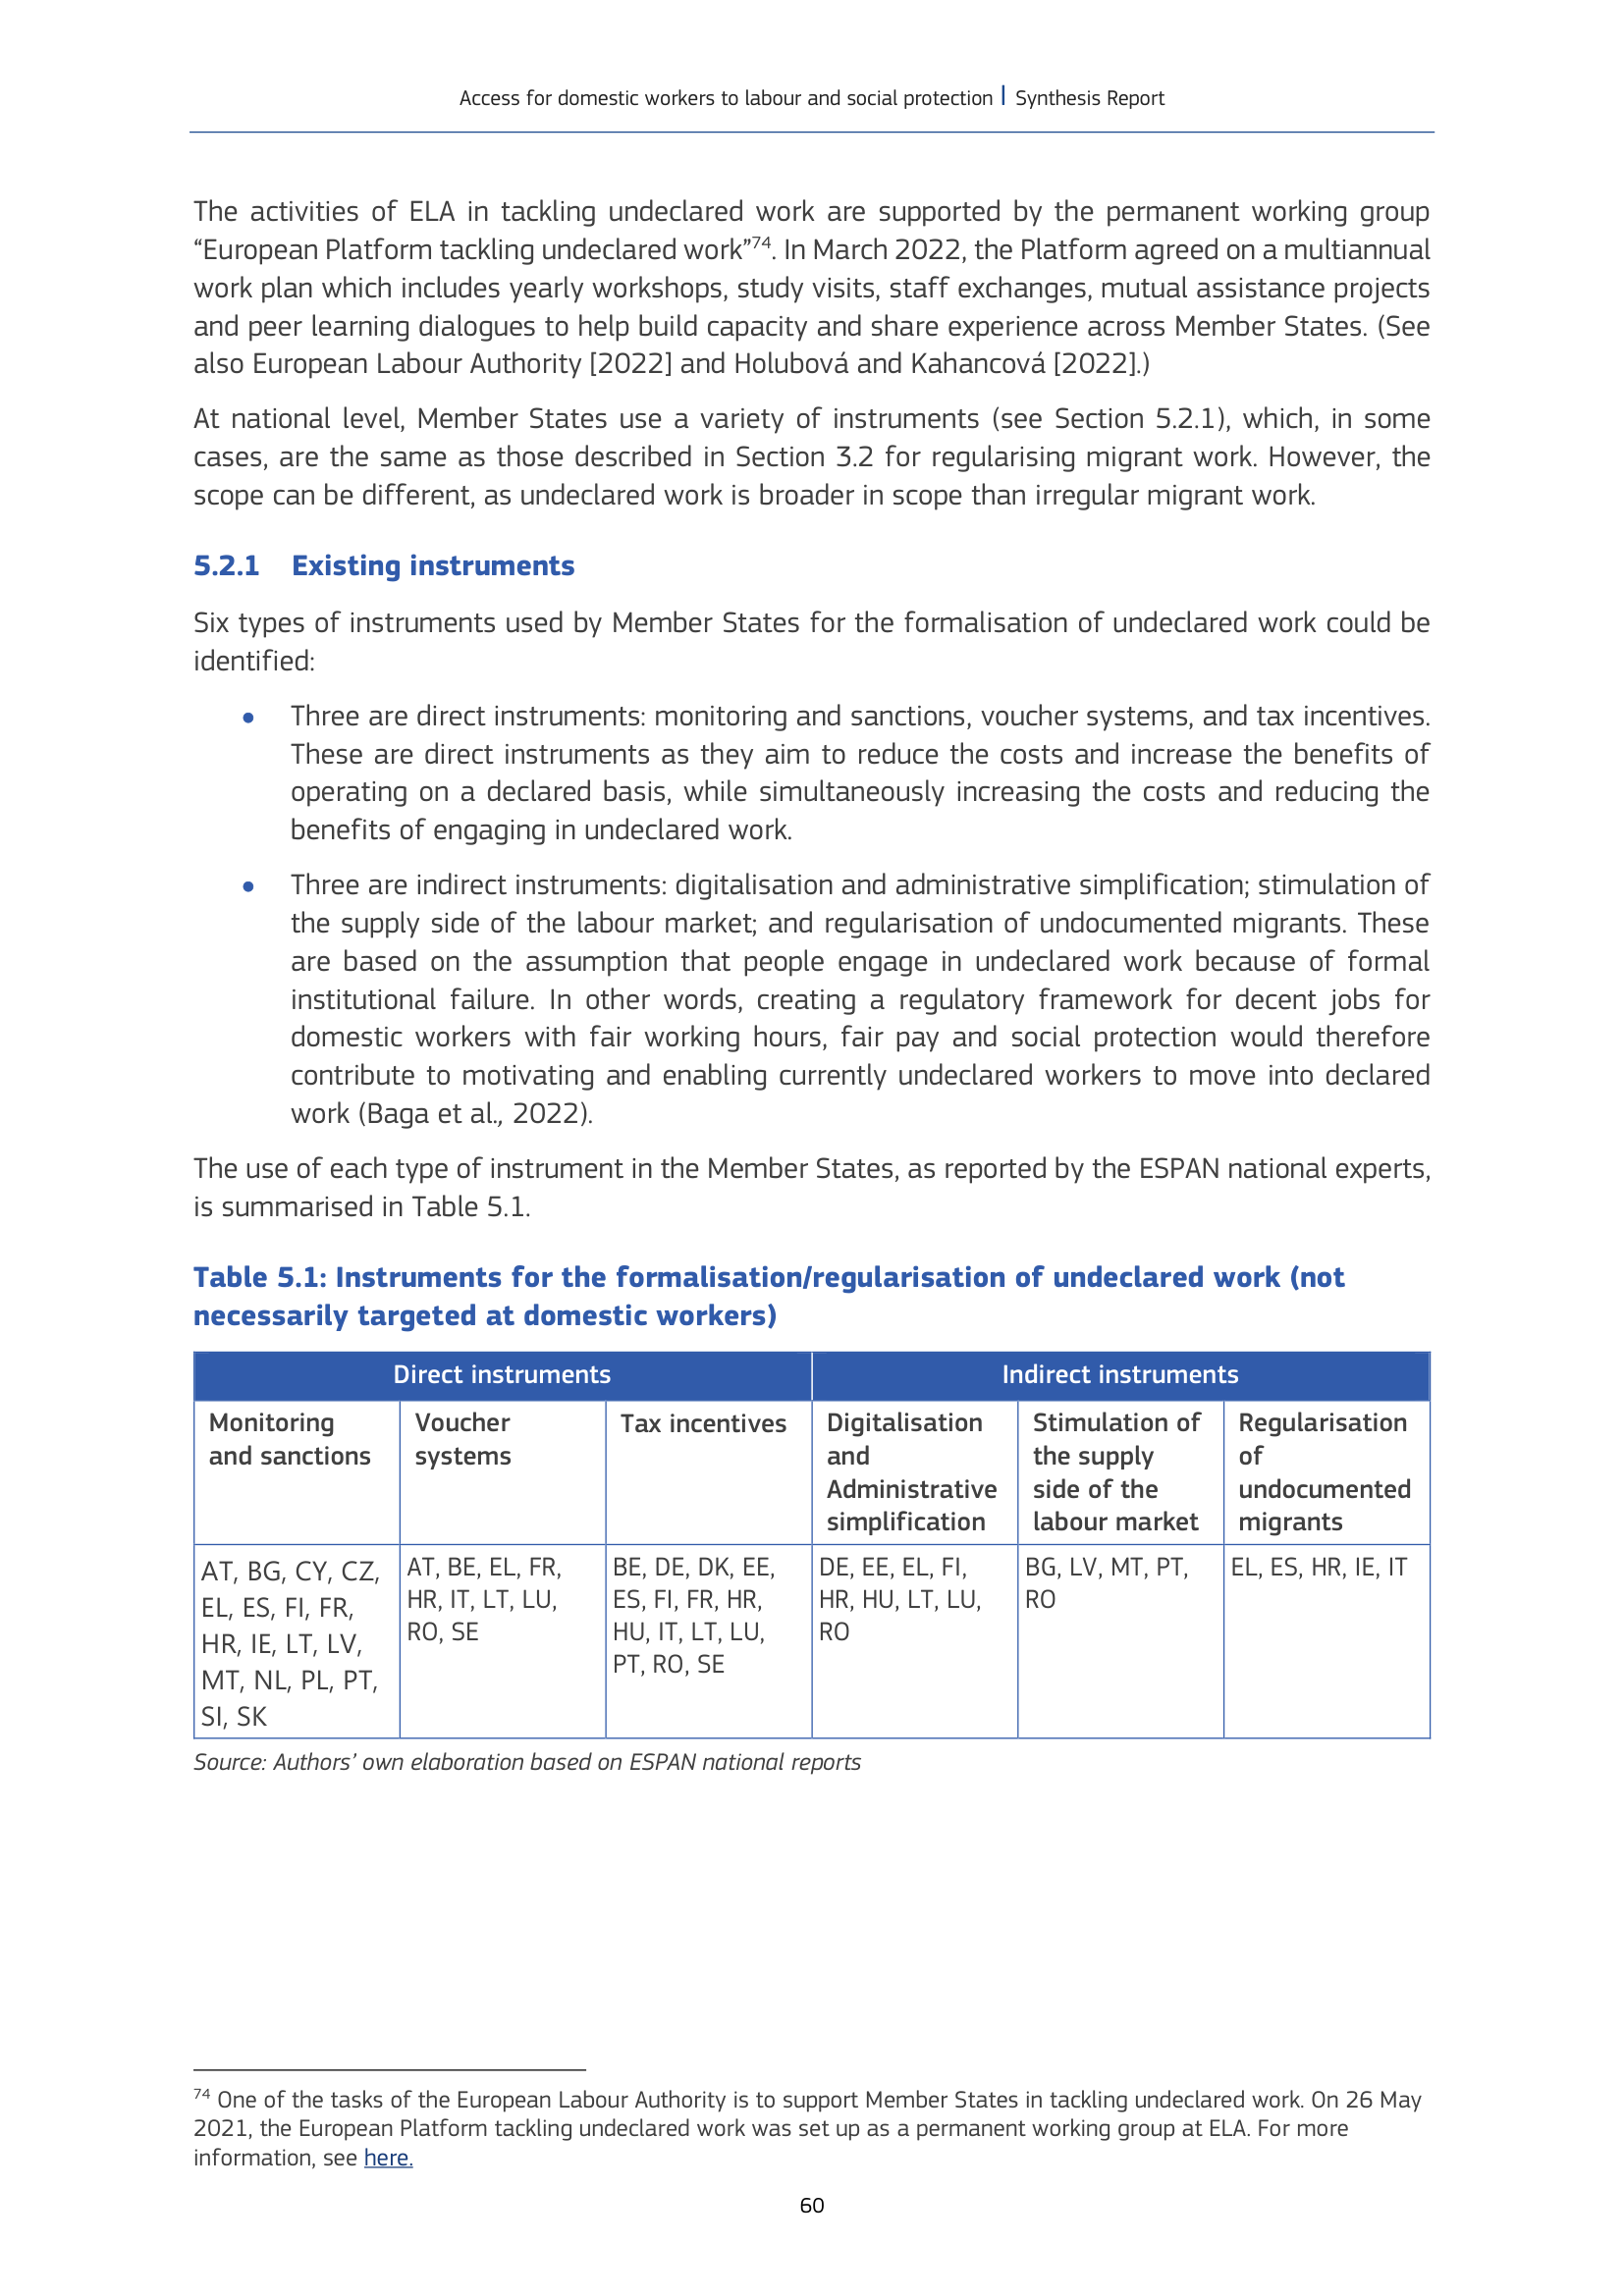 Access for domestic workers to labour and social protection | Synthesis Report
The activities of ELA in tackling undeclared work are supported by the permanent working group
“European Platform tackling undeclared work”74. In March 2022, the Platform agreed on a multiannual
work plan which includes yearly workshops, study visits, staff exchanges, mutual assistance projects
and peer learning dialogues to help build capacity and share experience across Member States. (See
also European Labour Authority [2022] and Holubová and Kahancová [2022].)
At national level, Member States use a variety of instruments (see Section 5.2.1), which, in some
cases, are the same as those described in Section 3.2 for regularising migrant work. However, the
scope can be different, as undeclared work is broader in scope than irregular migrant work.
5.2.1 Existing instruments
Six types of instruments used by Member States for the formalisation of undeclared work could be
identified:
• Three are direct instruments: monitoring and sanctions, voucher systems, and tax incentives.
These are direct instruments as they aim to reduce the costs and increase the benefits of
operating on a declared basis, while simultaneously increasing the costs and reducing the
benefits of engaging in undeclared work.
• Three are indirect instruments: digitalisation and administrative simplification; stimulation of
the supply side of the labour market; and regularisation of undocumented migrants. These
are based on the assumption that people engage in undeclared work because of formal
institutional failure. In other words, creating a regulatory framework for decent jobs for
domestic workers with fair working hours, fair pay and social protection would therefore
contribute to motivating and enabling currently undeclared workers to move into declared
work (Baga et al., 2022).
The use of each type of instrument in the Member States, as reported by the ESPAN national experts,
is summarised in Table 5.1.
Table 5.1: Instruments for the formalisation/regularisation of undeclared work (not
necessarily targeted at domestic workers)
Direct instruments
Indirect instruments
Monitoring
and sanctions
Voucher
systems
Tax incentives
Digitalisation
and
Administrative
simplification
Stimulation of
the supply
side of the
labour market
Regularisation
of
undocumented
migrants
AT, BG, CY, CZ,
EL, ES, FI, FR,
HR, IE, LT, LV,
MT, NL, PL, PT,
SI, SK
AT, BE, EL, FR,
HR, IT, LT, LU,
RO, SE
BE, DE, DK, EE,
ES, FI, FR, HR,
HU, IT, LT, LU,
PT, RO, SE
DE, EE, EL, FI,
HR, HU, LT, LU,
RO
BG, LV, MT, PT,
RO
EL, ES, HR, IE, IT
Source: Authors’ own elaboration based on ESPAN national reports
74 One of the tasks of the European Labour Authority is to support Member States in tackling undeclared work. On 26 May
2021, the European Platform tackling undeclared work was set up as a permanent working group at ELA. For more
information, see here.
60